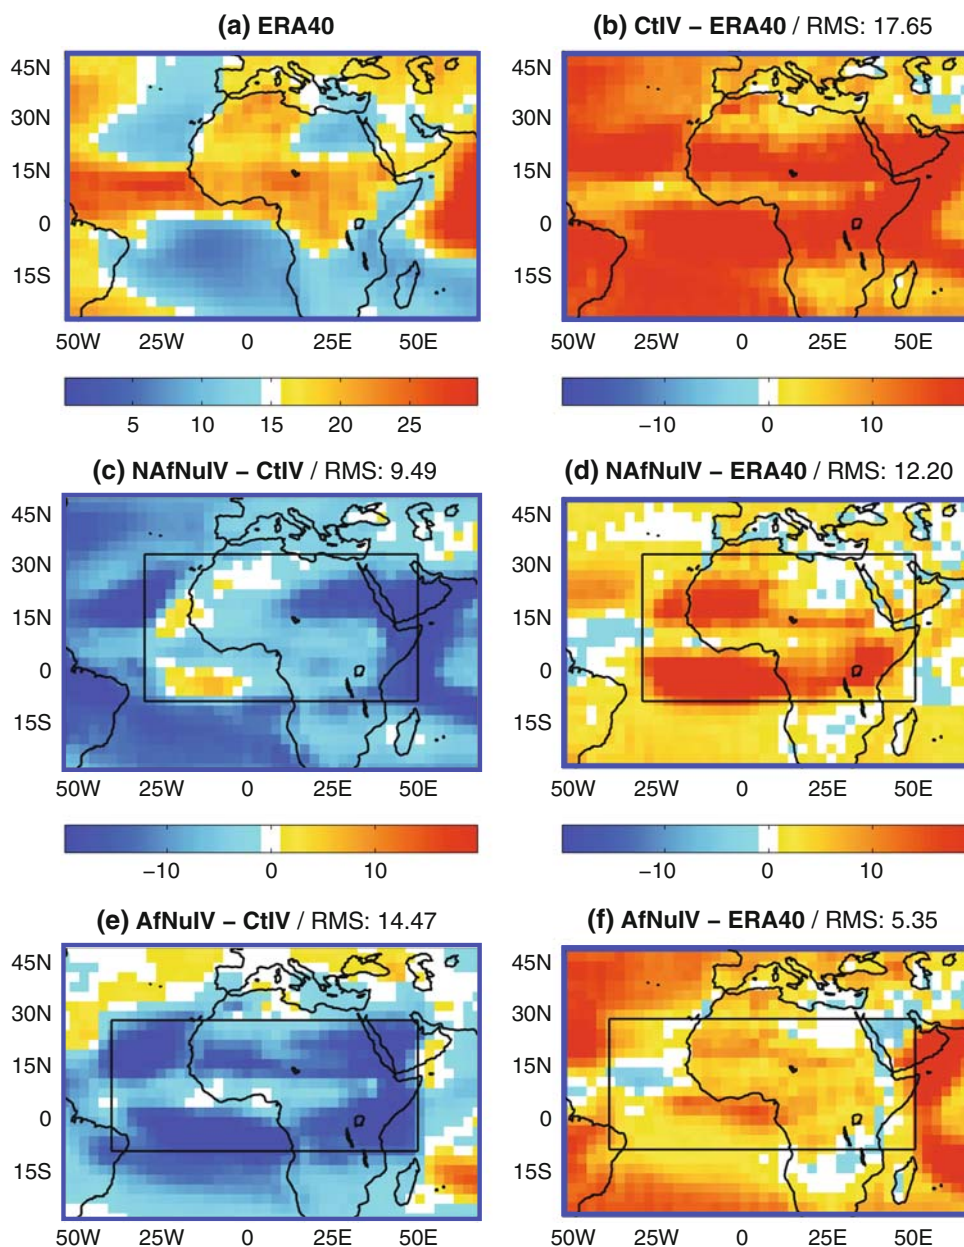 (a) ERA40
(b) CtlV – ERA40 / RMS: 17.65
45N
30N
15N
0
15S
50W 25W 0 25E 50E
45N
30N
15N
0
15S
50W 25W 0 25E 50E
5 10 15 20 25
−10 0 10
(c) NAfNulV – CtlV / RMS: 9.49
(d) NAfNulV – ERA40 / RMS: 12.20
45N
30N
15N
0
15S
50W 25W 0 25E 50E
45N
30N
15N
0
15S
50W 25W 0 25E 50E
−10 0 10
−10 0 10
(e) AfNulV – CtlV / RMS: 14.47
(f) AfNulV – ERA40 / RMS: 5.35
45N
30N
15N
0
15S
50W 25W 0 25E 50E
45N
30N
15N
0
15S
50W 25W 0 25E 50E